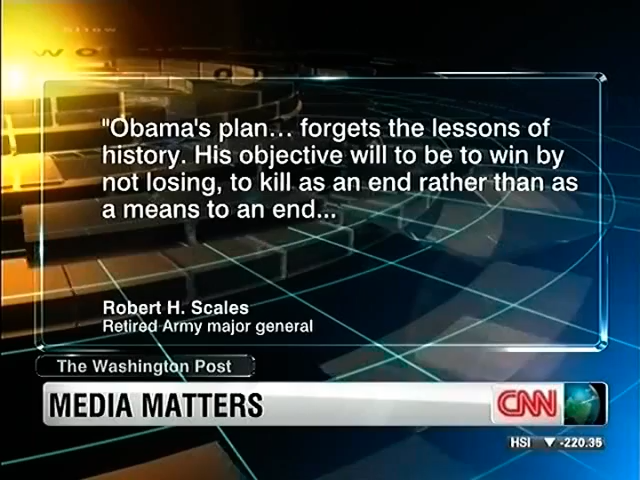 "Obama's plan... forgets the lessons of
history. His objective will to be to win by
not losing, to kill as an end rather than as
a means to an end...
Robert H. Scales
Retired Army major general
The Washington Post
MEDIA MATTERS
CNN
HSI ▼ -220.35